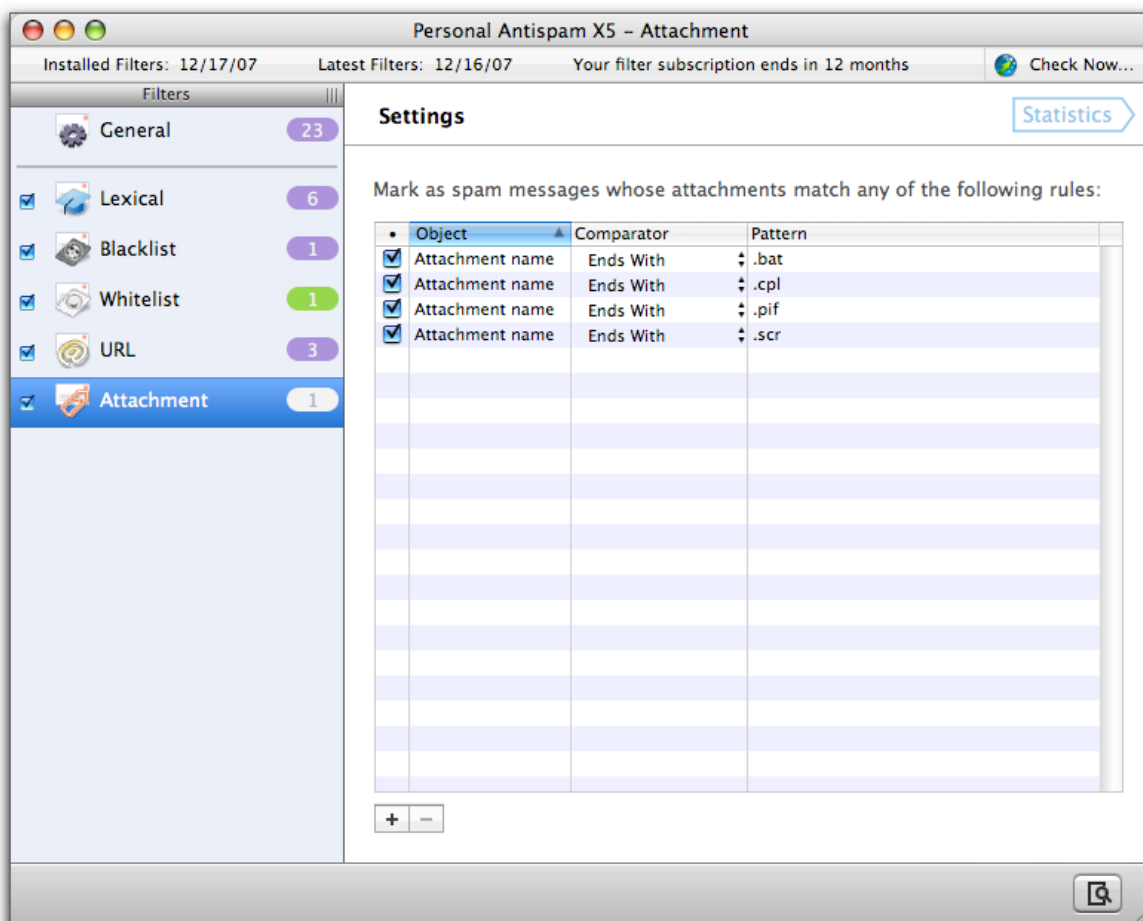 Personal Antispam X5 – Attachment
Installed Filters: 12/17/07 Latest Filters: 12/16/07 Your filter subscription ends in 12 months Check Now...
Filters
General 23
Lexical 6
Blacklist 1
Whitelist 1
URL 3
Attachment 1
Settings Statistics
Mark as spam messages whose attachments match any of the following rules:
• Object Comparator Pattern
Attachment name Ends With .bat
Attachment name Ends With .cpl
Attachment name Ends With .pif
Attachment name Ends With .scr
+ −